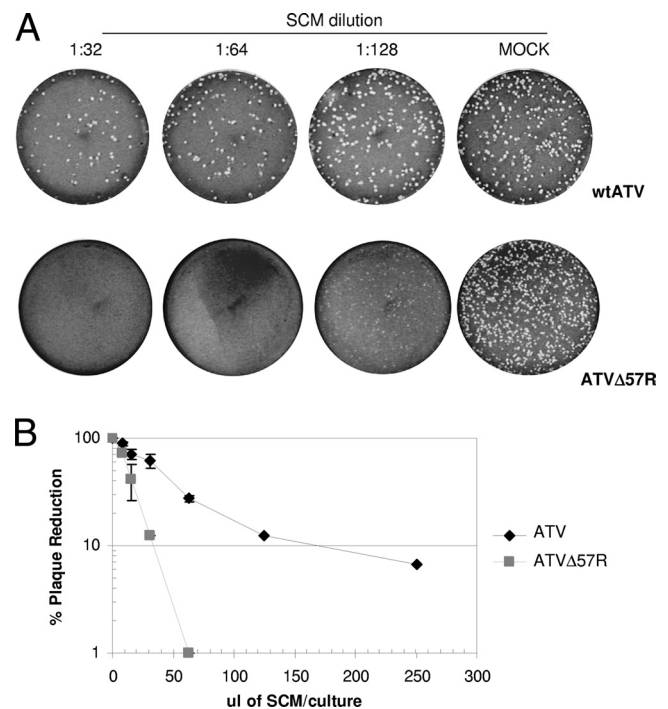 A
SCM dilution
1:32 1:64 1:128 MOCK
wtATV
ATVΔ57R
B
% Plaque Reduction
100
10
1
0 50 100 150 200 250 300
ul of SCM/culture
ATV
ATVΔ57R